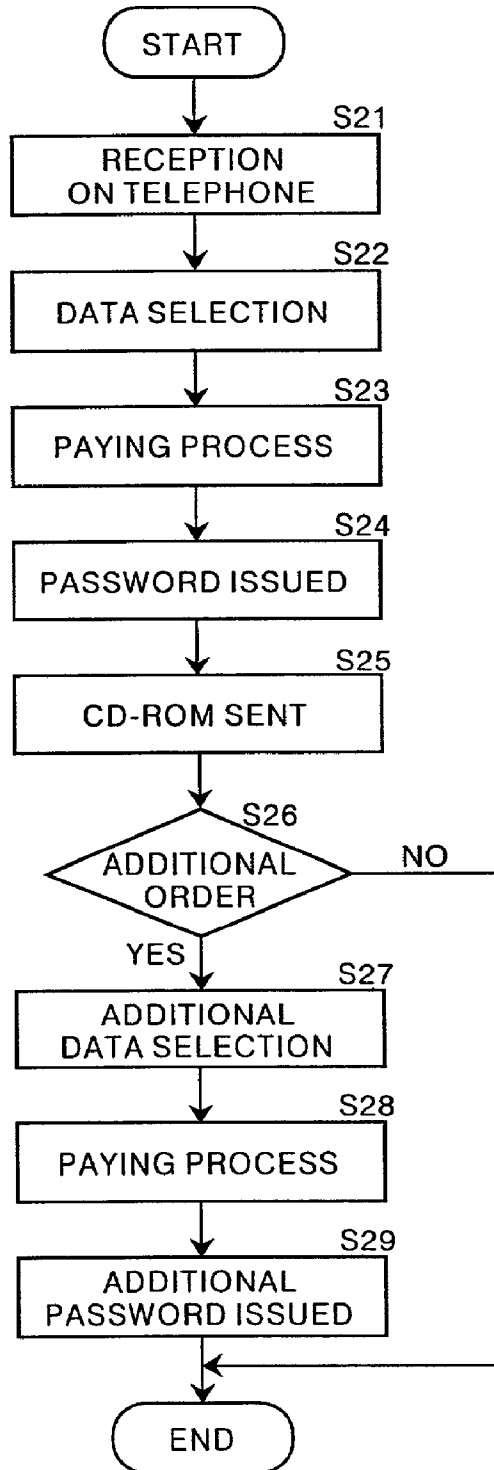 START
S21
RECEPTION
ON TELEPHONE
S22
DATA SELECTION
S23
PAYING PROCESS
S24
PASSWORD ISSUED
S25
CD-ROM SENT
S26
ADDITIONAL
ORDER
NO
YES
S27
ADDITIONAL
DATA SELECTION
S28
PAYING PROCESS
S29
ADDITIONAL
PASSWORD ISSUED
END